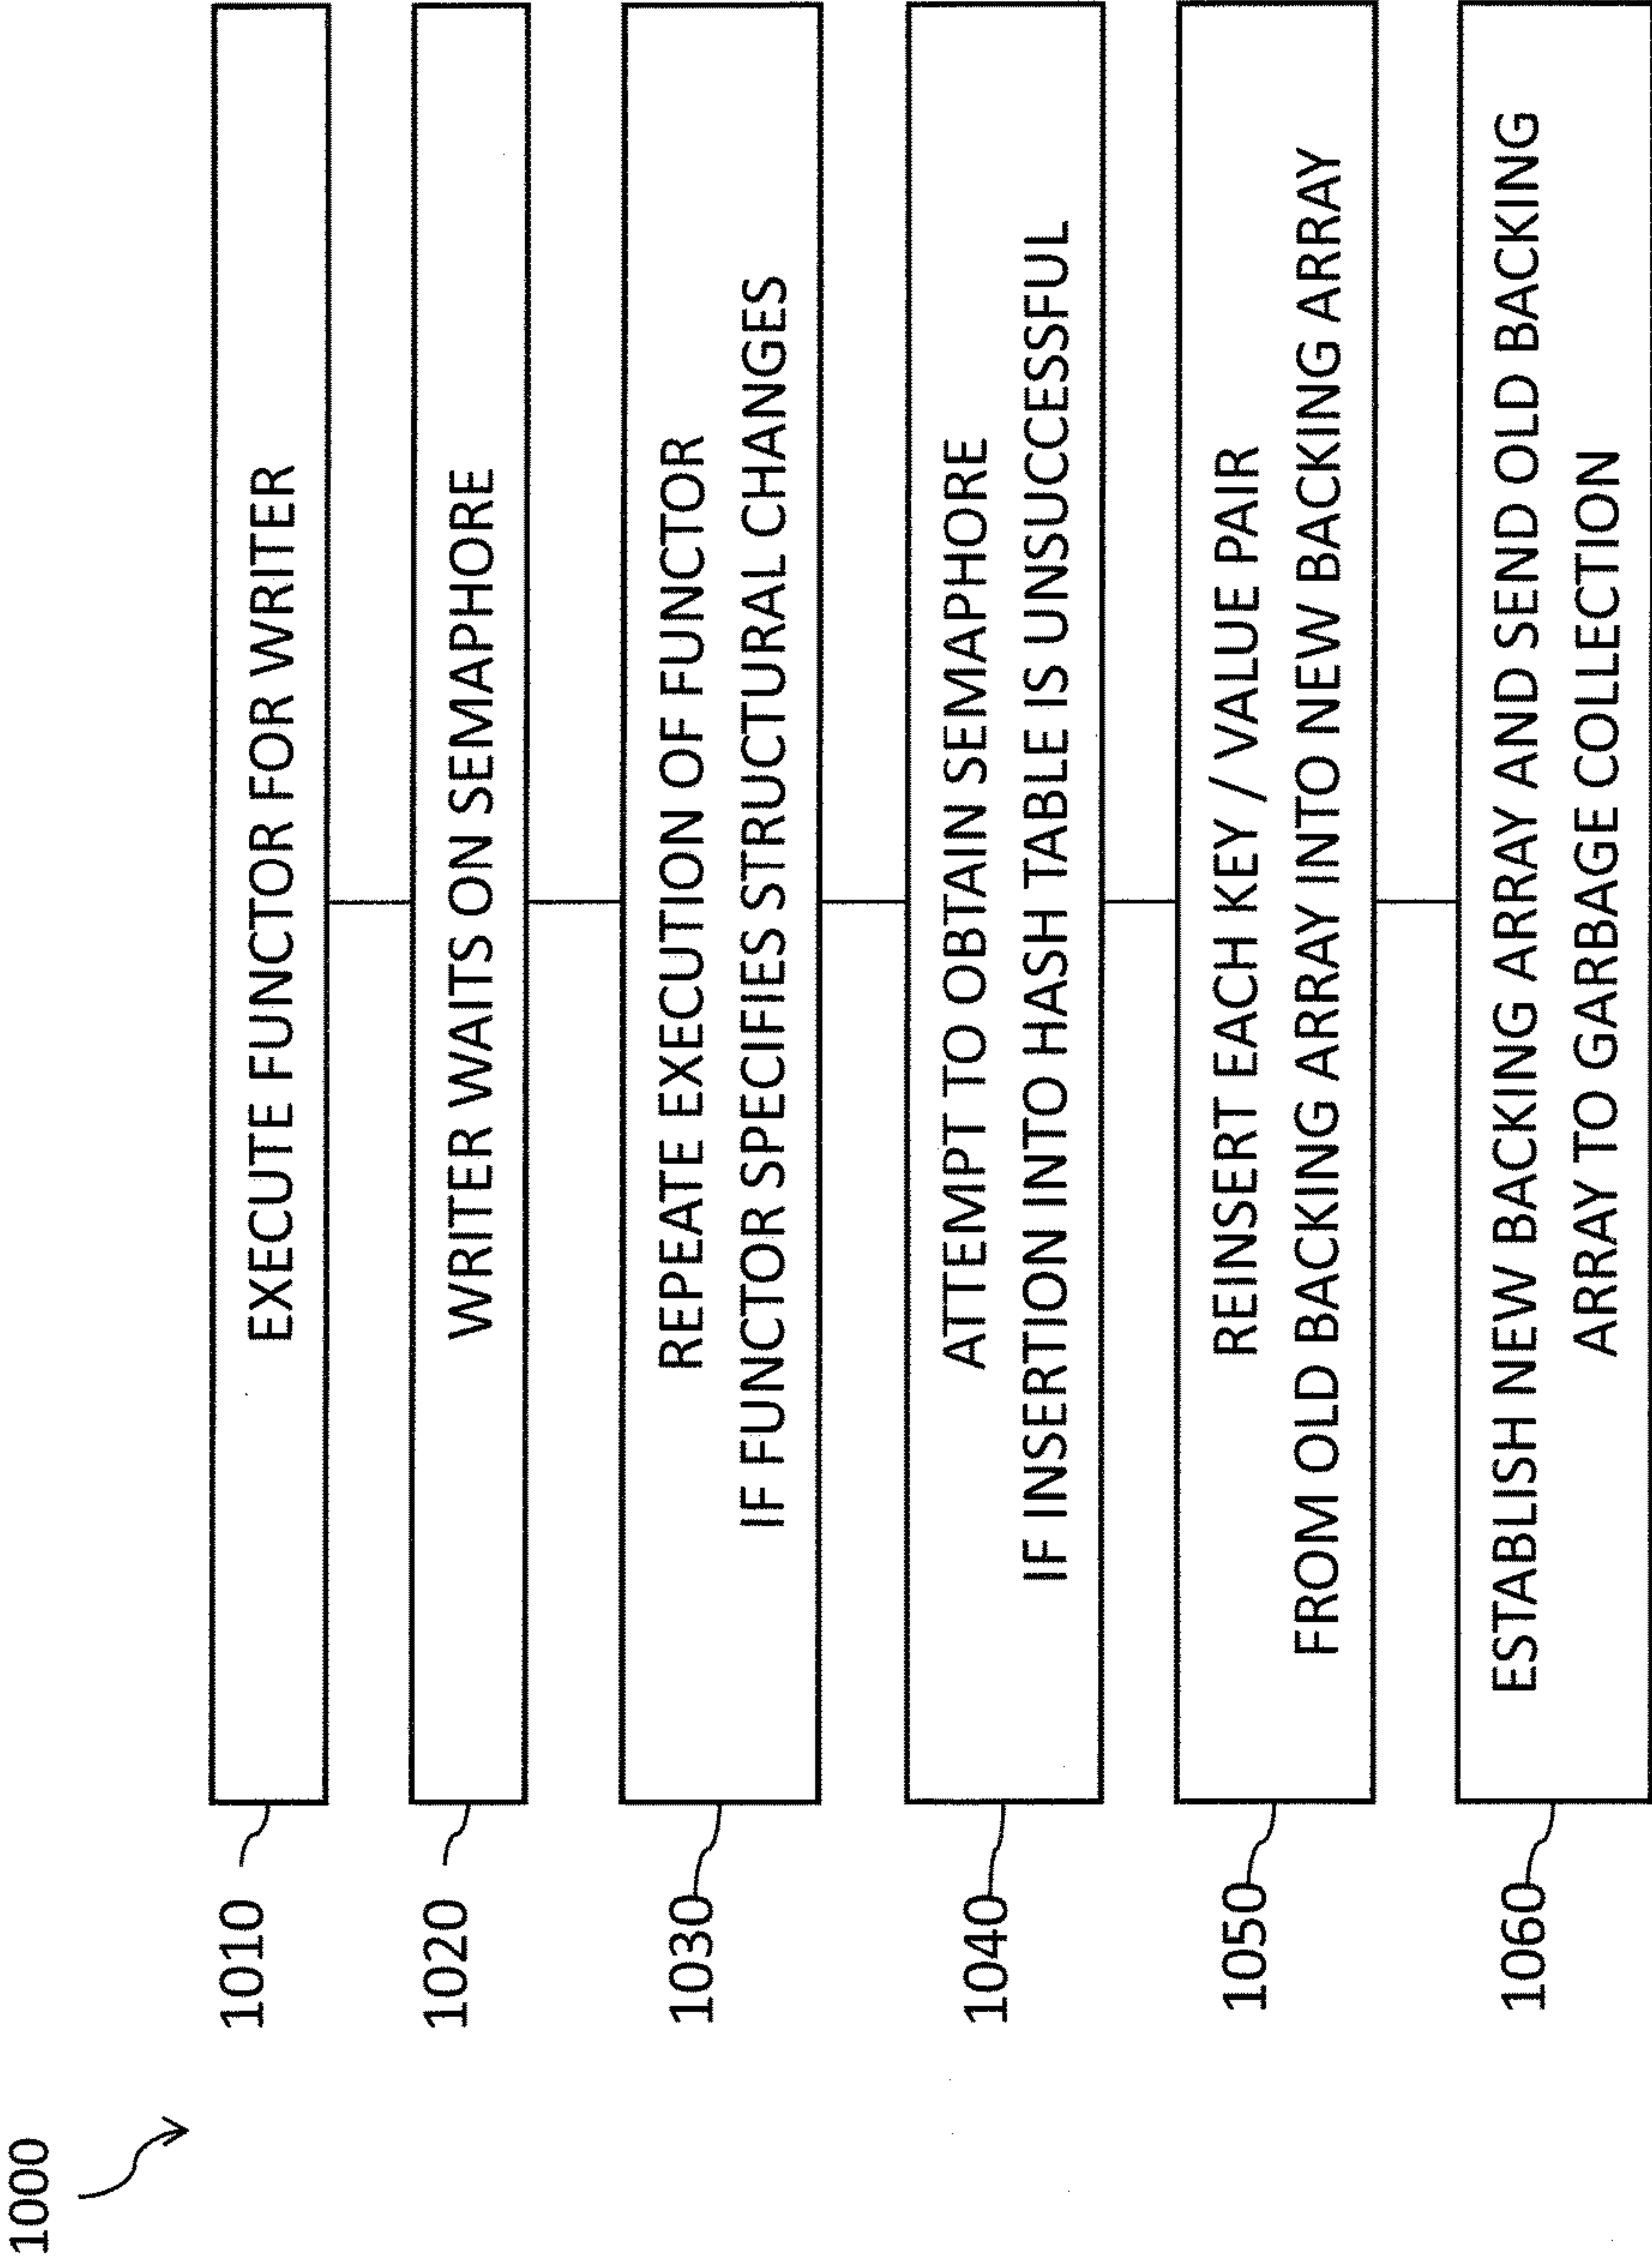 1000
1010
EXECUTE FUNCTOR FOR WRITER
1020
WRITER WAITS ON SEMAPHORE
1030
REPEAT EXECUTION OF FUNCTOR
IF FUNCTOR SPECIFIES STRUCTURAL CHANGES
1040
ATTEMPT TO OBTAIN SEMAPHORE
IF INSERTION INTO HASH TABLE IS UNSUCCESSFUL
1050
REINSERT EACH KEY / VALUE PAIR
FROM OLD BACKING ARRAY INTO NEW BACKING ARRAY
1060
ESTABLISH NEW BACKING ARRAY AND SEND OLD BACKING
ARRAY TO GARBAGE COLLECTION